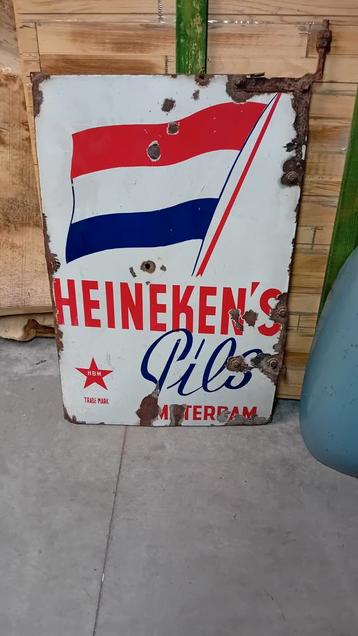 HEINEKEN'S
Pils
HBM
TRADE MARK
AMSTERDAM